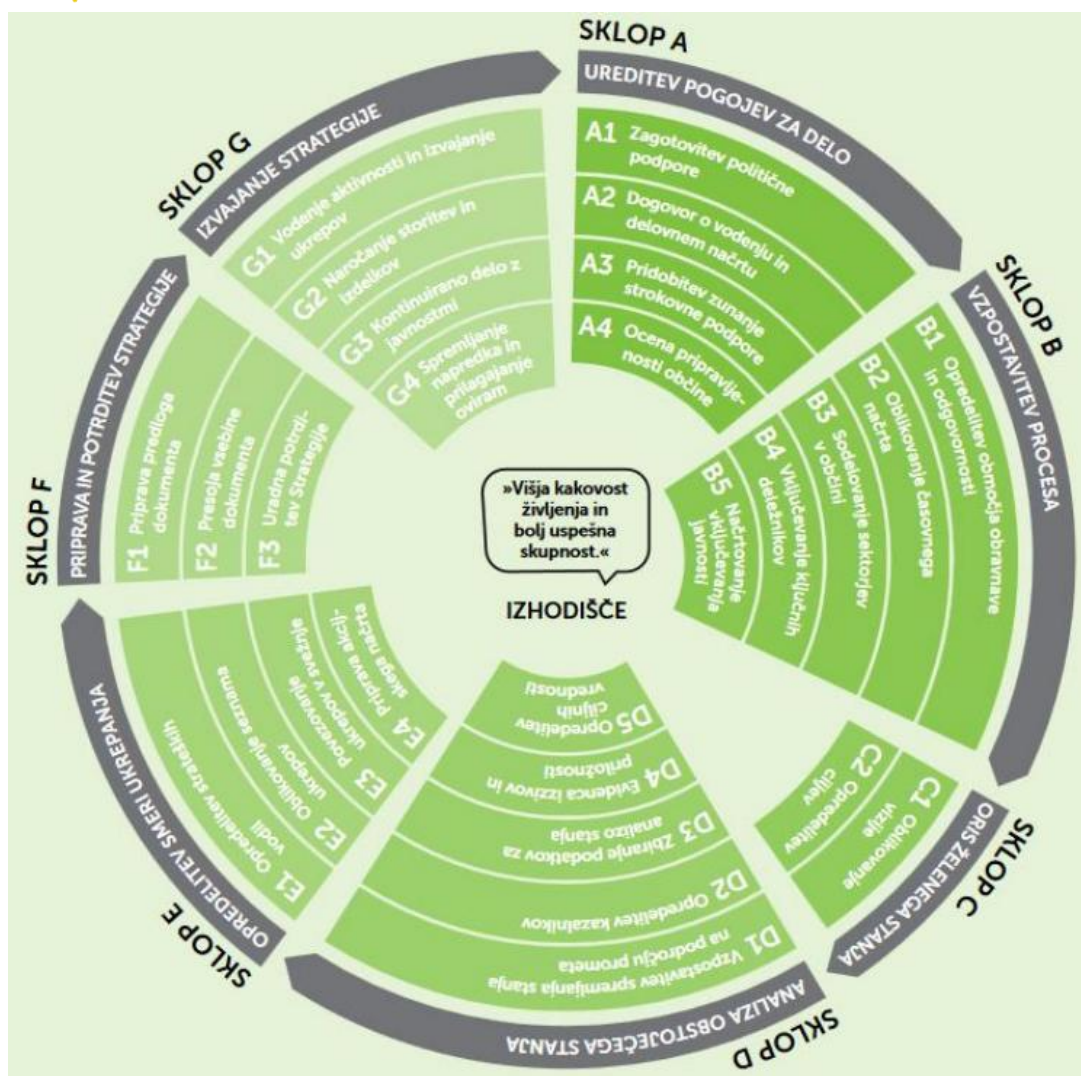 SKLOP A
UREDITEV POGOJEV ZA DELO
A1 Zagotovitev politične
podpore
A2 Dogovor o vodenju in
delovnem načrtu
A3 Pridobitev zunanje
strokovne podpore
A4 Ocena pripravlje-
nosti občine
SKLOP B
VZPOSTAVITEV PROCESA
B1 Opredelitev območja obravnave
in odgovornosti
B2 Oblikovanje časovnega
načrta
B3 Sodelovanje sektorjev
v občini
B4 Vključevanje ključnih
deležnikov
B5 Načrtovanje
vključevanja
javnosti
SKLOP C
ORIS ŽELENEGA STANJA
C1 Oblikovanje
vizije
C2 Opredelitev
ciljev
SKLOP D
ANALIZA OBSTOJEČEGA STANJA
D1 Vzpostavitev spremljanja stanja
na področju prometa
D2 Opredelitev kazalnikov
D3 Zbiranje podatkov za
analizo stanja
D4 Evidenca izzivov in
priložnosti
D5 Opredelitev
ciljnih
vrednosti
SKLOP E
OPREDELITEV SMERI UKREPANJA
E1 Opredelitev strateških
vodil
E2 Oblikovanje seznama
ukrepov
E3 Povezovanje
ukrepov v svežnje
E4 Priprava akcij-
skega načrta
SKLOP F
PRIPRAVA IN POTRDITEV STRATEGIJE
F1 Priprava predloga
dokumenta
F2 Presoja vsebine
dokumenta
F3 Uradna potrdi-
tev Strategije
SKLOP G
IZVAJANJE STRATEGIJE
G1 Vodenje aktivnosti in izvajanje
ukrepov
G2 Naročanje storitev in
izdelkov
G3 Kontinuirano delo z
javnostmi
G4 Spremljanje
napredka in
prilagajanje
oviram
»Višja kakovost
življenja in
bolj uspešna
skupnost.«
IZHODIŠČE